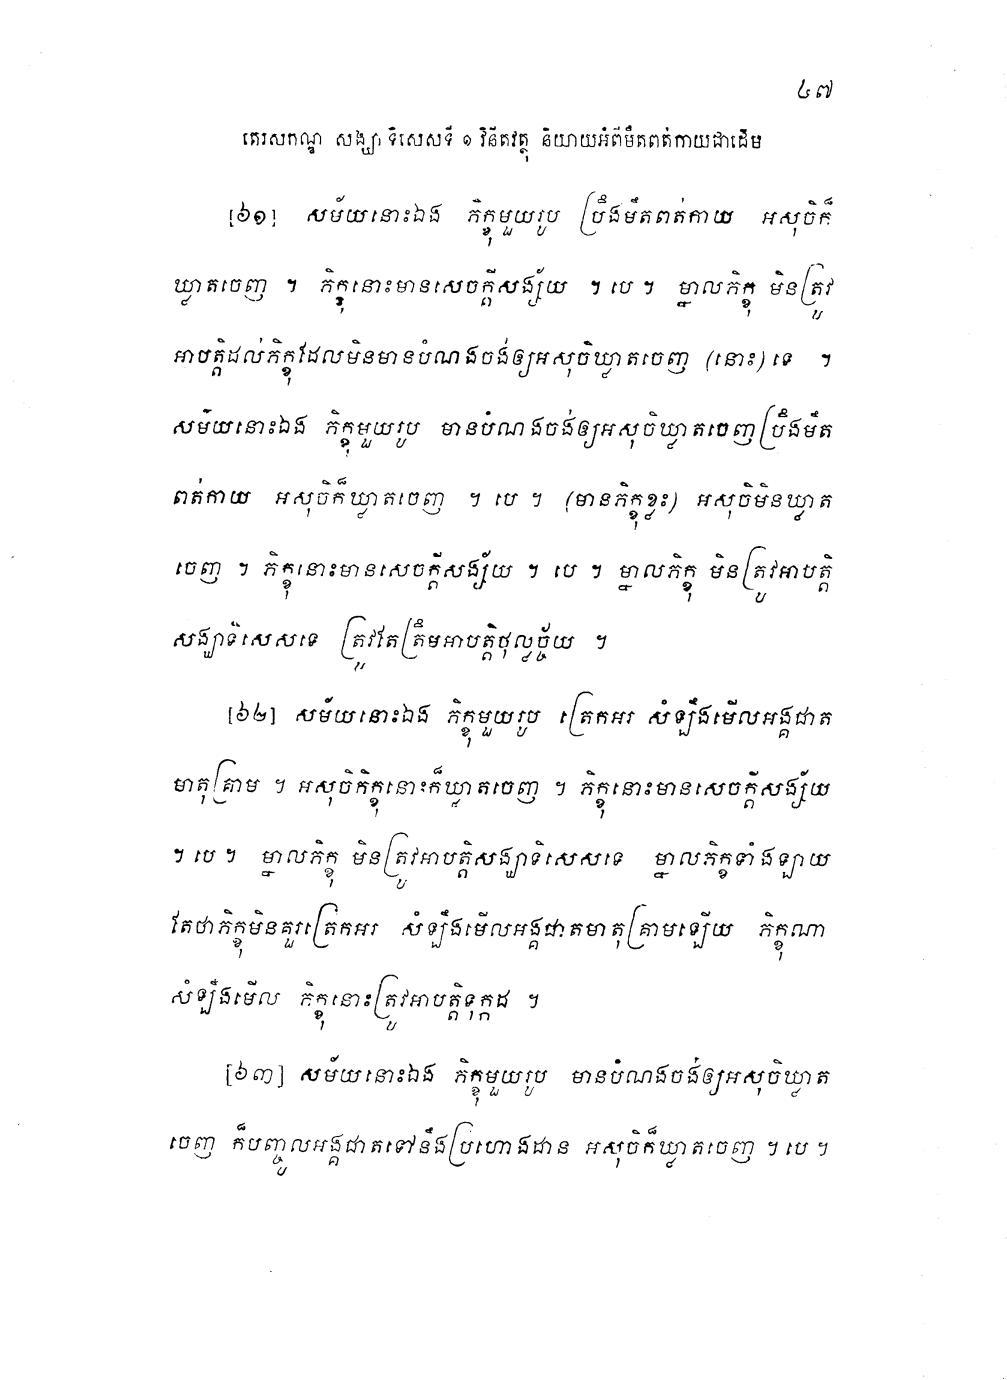 ៤៧
តេរសកណ្ឌ សង្ឃាទិសេសទី ១ វិនីតវត្ថុ និយាយអំពីមឹតពត់កាយជាដើម
[៦១] សម័យនោះឯង ភិក្ខុមួយរូប ប្រឹងមឹតពត់កាយ អសុចិក៏
ឃ្លាតចេញ ។ ភិក្ខុនោះមានសេចក្តីសង្ស័យ ។ បេ ។ ម្នាលភិក្ខុ មិនត្រូវ
អាបត្តិដល់ភិក្ខុដែលមិនមានបំណងចង់ឲ្យអសុចិឃ្លាតចេញ (នោះ) ទេ ។
សម័យនោះឯង ភិក្ខុមួយរូប មានបំណងចង់ឲ្យអសុចិឃ្លាតចេញប្រឹងមឹត
ពត់កាយ អសុចិក៏ឃ្លាតចេញ ។ បេ ។ (មានភិក្ខុខ្លះ) អសុចិមិនឃ្លាត
ចេញ ។ ភិក្ខុនោះមានសេចក្តីសង្ស័យ ។ បេ ។ ម្នាលភិក្ខុ មិនត្រូវអាបត្តិ
សង្ឃាទិសេសទេ ត្រូវតែត្រឹមអាបត្តិថុល្លច្ច័យ ។
[៦២] សម័យនោះឯង ភិក្ខុមួយរូប ត្រេកអរ សំឡឹងមើលអង្គជាត
មាតុគ្រាម ។ អសុចិភិក្ខុនោះក៏ឃ្លាតចេញ ។ ភិក្ខុនោះមានសេចក្តីសង្ស័យ
។ បេ ។ ម្នាលភិក្ខុ មិនត្រូវអាបត្តិសង្ឃាទិសេសទេ ម្នាលភិក្ខុទាំងឡាយ
តែថាភិក្ខុមិនគួរត្រេកអរ សំឡឹងមើលអង្គជាតមាតុគ្រាមឡើយ ភិក្ខុណា
សំឡឹងមើល ភិក្ខុនោះត្រូវអាបត្តិទុក្កដ ។
[៦៣] សម័យនោះឯង ភិក្ខុមួយរូប មានបំណងចង់ឲ្យអសុចិឃ្លាត
ចេញ ក៏បញ្ចូលអង្គជាតទៅនឹងប្រហោងដាន អសុចិក៏ឃ្លាតចេញ ។ បេ ។